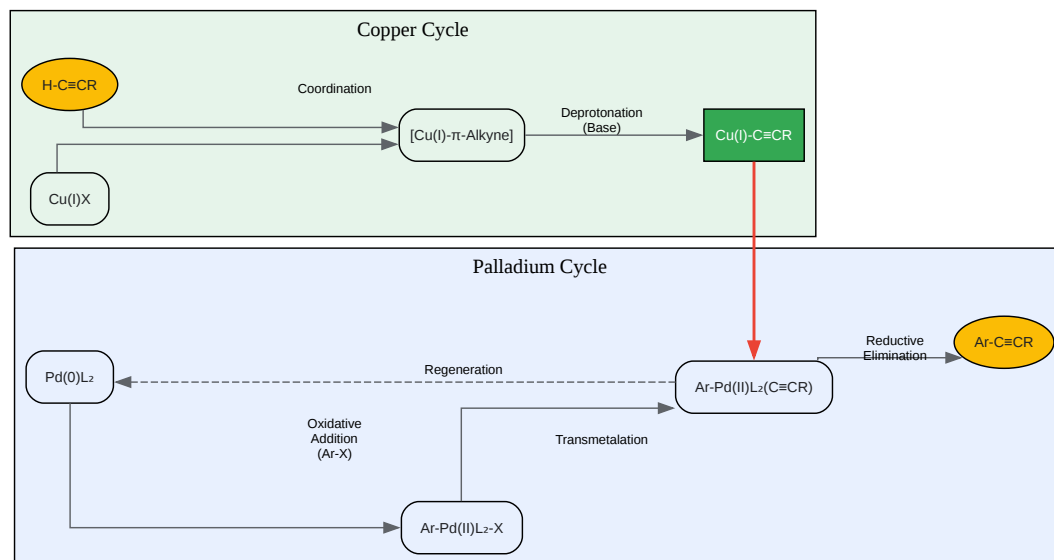 Copper Cycle
H-C≡CR
Coordination
Cu(I)X
[Cu(I)-π-Alkyne]
Deprotonation
(Base)
Cu(I)-C≡CR
Palladium Cycle
Pd(0)L₂
Regeneration
Oxidative
Addition
(Ar-X)
Ar-Pd(II)L₂-X
Transmetalation
Ar-Pd(II)L₂(C≡CR)
Reductive
Elimination
Ar-C≡CR